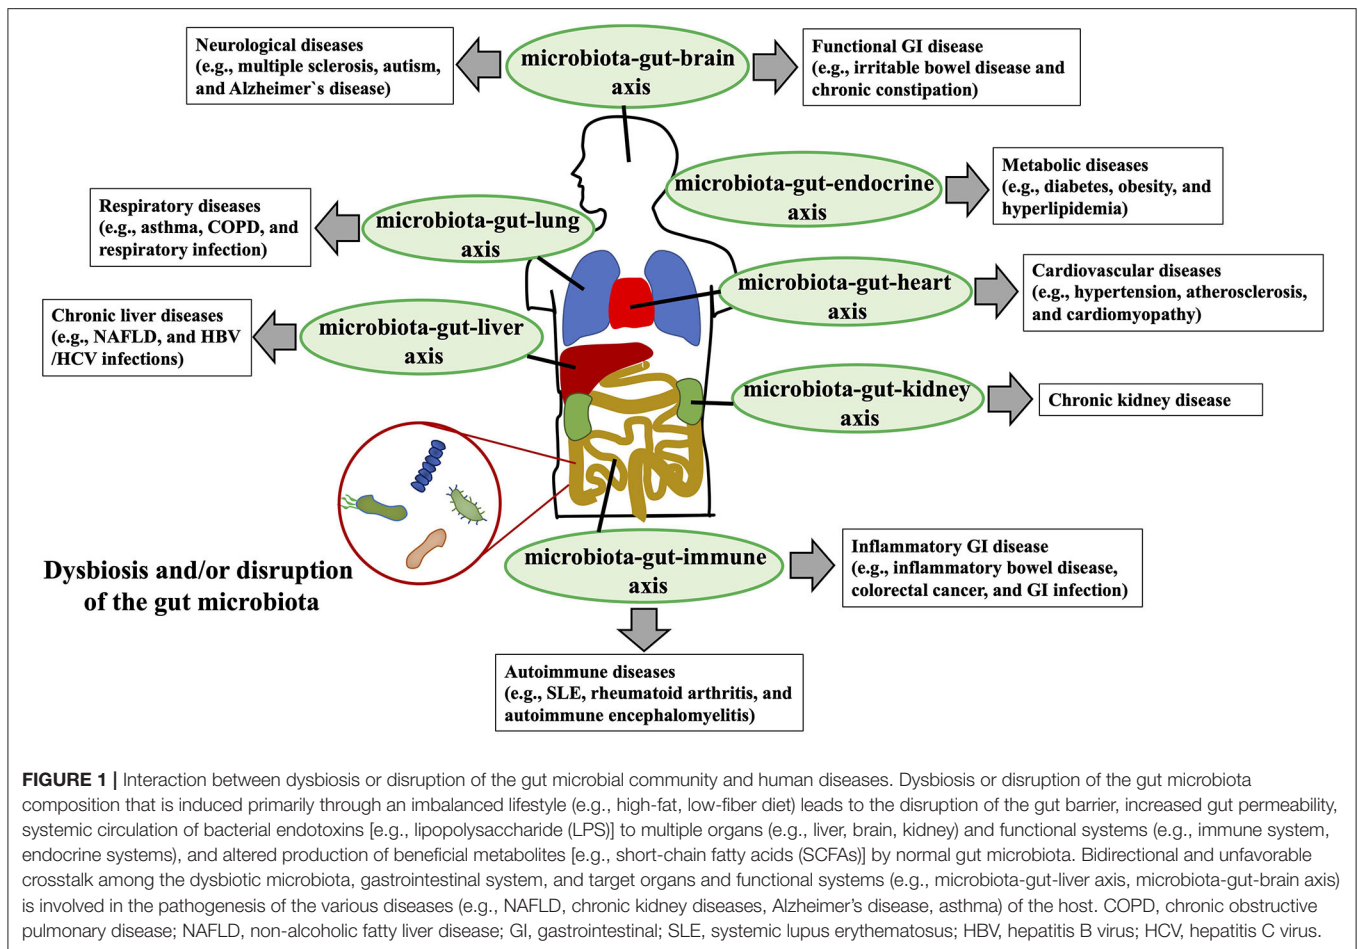 Neurological diseases
(e.g., multiple sclerosis, autism,
and Alzheimer`s disease)
microbiota-gut-brain
axis
Functional GI disease
(e.g., irritable bowel disease and
chronic constipation)
microbiota-gut-endocrine
axis
Metabolic diseases
(e.g., diabetes, obesity, and
hyperlipidemia)
Respiratory diseases
(e.g., asthma, COPD, and
respiratory infection)
microbiota-gut-lung
axis
microbiota-gut-heart
axis
Cardiovascular diseases
(e.g., hypertension, atherosclerosis,
and cardiomyopathy)
Chronic liver diseases
(e.g., NAFLD, and HBV
/HCV infections)
microbiota-gut-liver
axis
microbiota-gut-kidney
axis
Chronic kidney disease
Dysbiosis and/or disruption
of the gut microbiota
microbiota-gut-immune
axis
Inflammatory GI disease
(e.g., inflammatory bowel disease,
colorectal cancer, and GI infection)
Autoimmune diseases
(e.g., SLE, rheumatoid arthritis, and
autoimmune encephalomyelitis)
FIGURE 1 | Interaction between dysbiosis or disruption of the gut microbial community and human diseases. Dysbiosis or disruption of the gut microbiota
composition that is induced primarily through an imbalanced lifestyle (e.g., high-fat, low-fiber diet) leads to the disruption of the gut barrier, increased gut permeability,
systemic circulation of bacterial endotoxins [e.g., lipopolysaccharide (LPS)] to multiple organs (e.g., liver, brain, kidney) and functional systems (e.g., immune system,
endocrine systems), and altered production of beneficial metabolites [e.g., short-chain fatty acids (SCFAs)] by normal gut microbiota. Bidirectional and unfavorable
crosstalk among the dysbiotic microbiota, gastrointestinal system, and target organs and functional systems (e.g., microbiota-gut-liver axis, microbiota-gut-brain axis)
is involved in the pathogenesis of the various diseases (e.g., NAFLD, chronic kidney diseases, Alzheimer's disease, asthma) of the host. COPD, chronic obstructive
pulmonary disease; NAFLD, non-alcoholic fatty liver disease; GI, gastrointestinal; SLE, systemic lupus erythematosus; HBV, hepatitis B virus; HCV, hepatitis C virus.